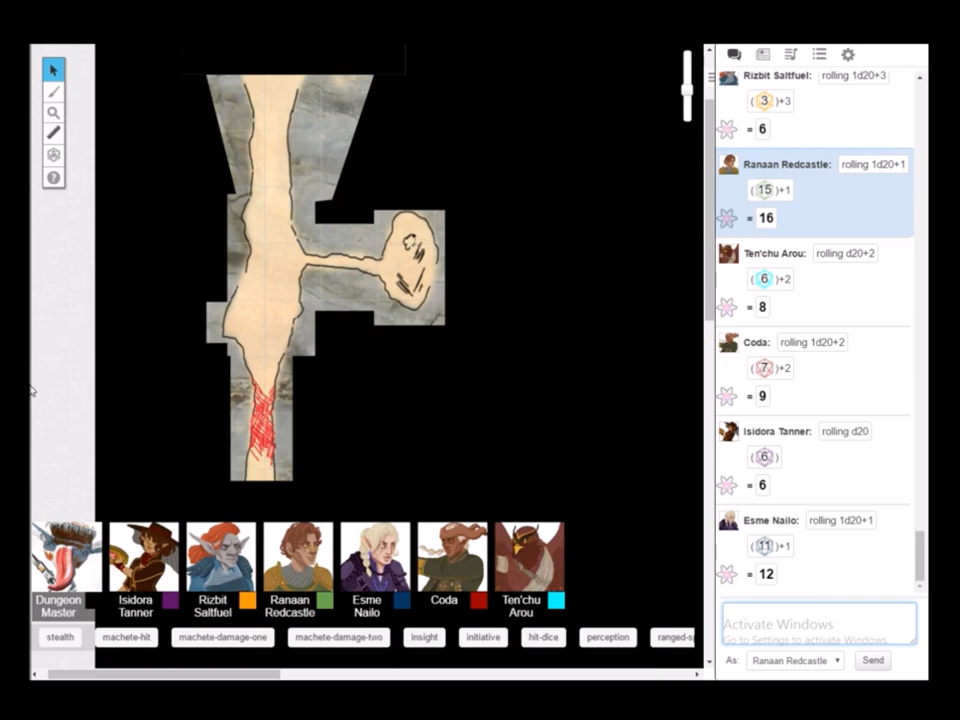 Rizbit Saltfuel: rolling 1d20+3
(3)+3
= 6
Ranaan Redcastle: rolling 1d20+1
(15)+1
= 16
Ten'chu Arou: rolling d20+2
(6)+2
= 8
Coda: rolling 1d20+2
(7)+2
= 9
Isidora Tanner: rolling d20
(6)
= 6
Esme Nailo: rolling 1d20+1
(11)+1
= 12
Activate Windows
Go to Settings to activate Windows.
As: Ranaan Redcastle Send
Dungeon
Master
Isidora
Tanner
Rizbit
Saltfuel
Ranaan
Redcastle
Esme
Nailo
Coda
Ten'chu
Arou
stealth machete-hit machete-damage-one machete-damage-two insight initiative hit-dice perception